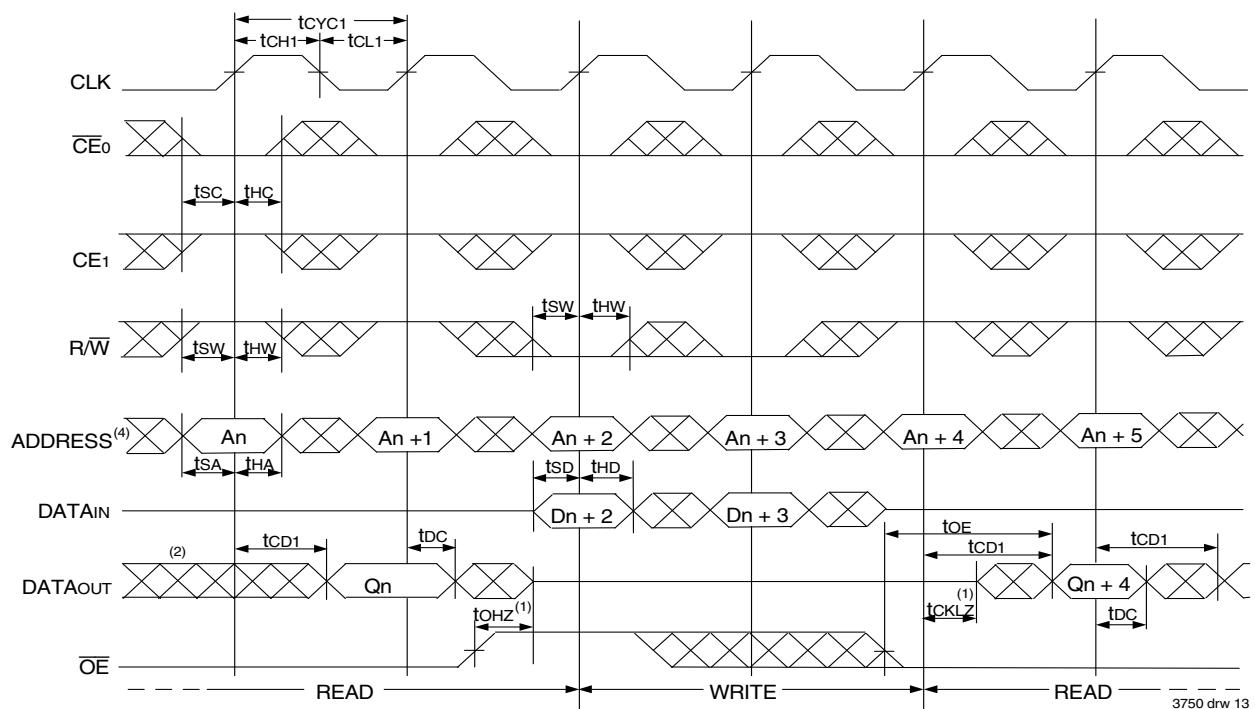 tCYC1
tCH1 tCL1
CLK
CE0
tSC tHC
CE1
tSW tHW
R/W
tSW tHW
ADDRESS(4) An An +1 An + 2 An + 3 An + 4 An + 5
tSA tHA tSD tHD
DATAIN Dn + 2 Dn + 3
tOE
(2) tCD1 tDC tCD1 tCD1
DATAOUT Qn Qn + 4
tOHZ(1) tCKLZ(1) tDC
OE
READ WRITE READ
3750 drw 13